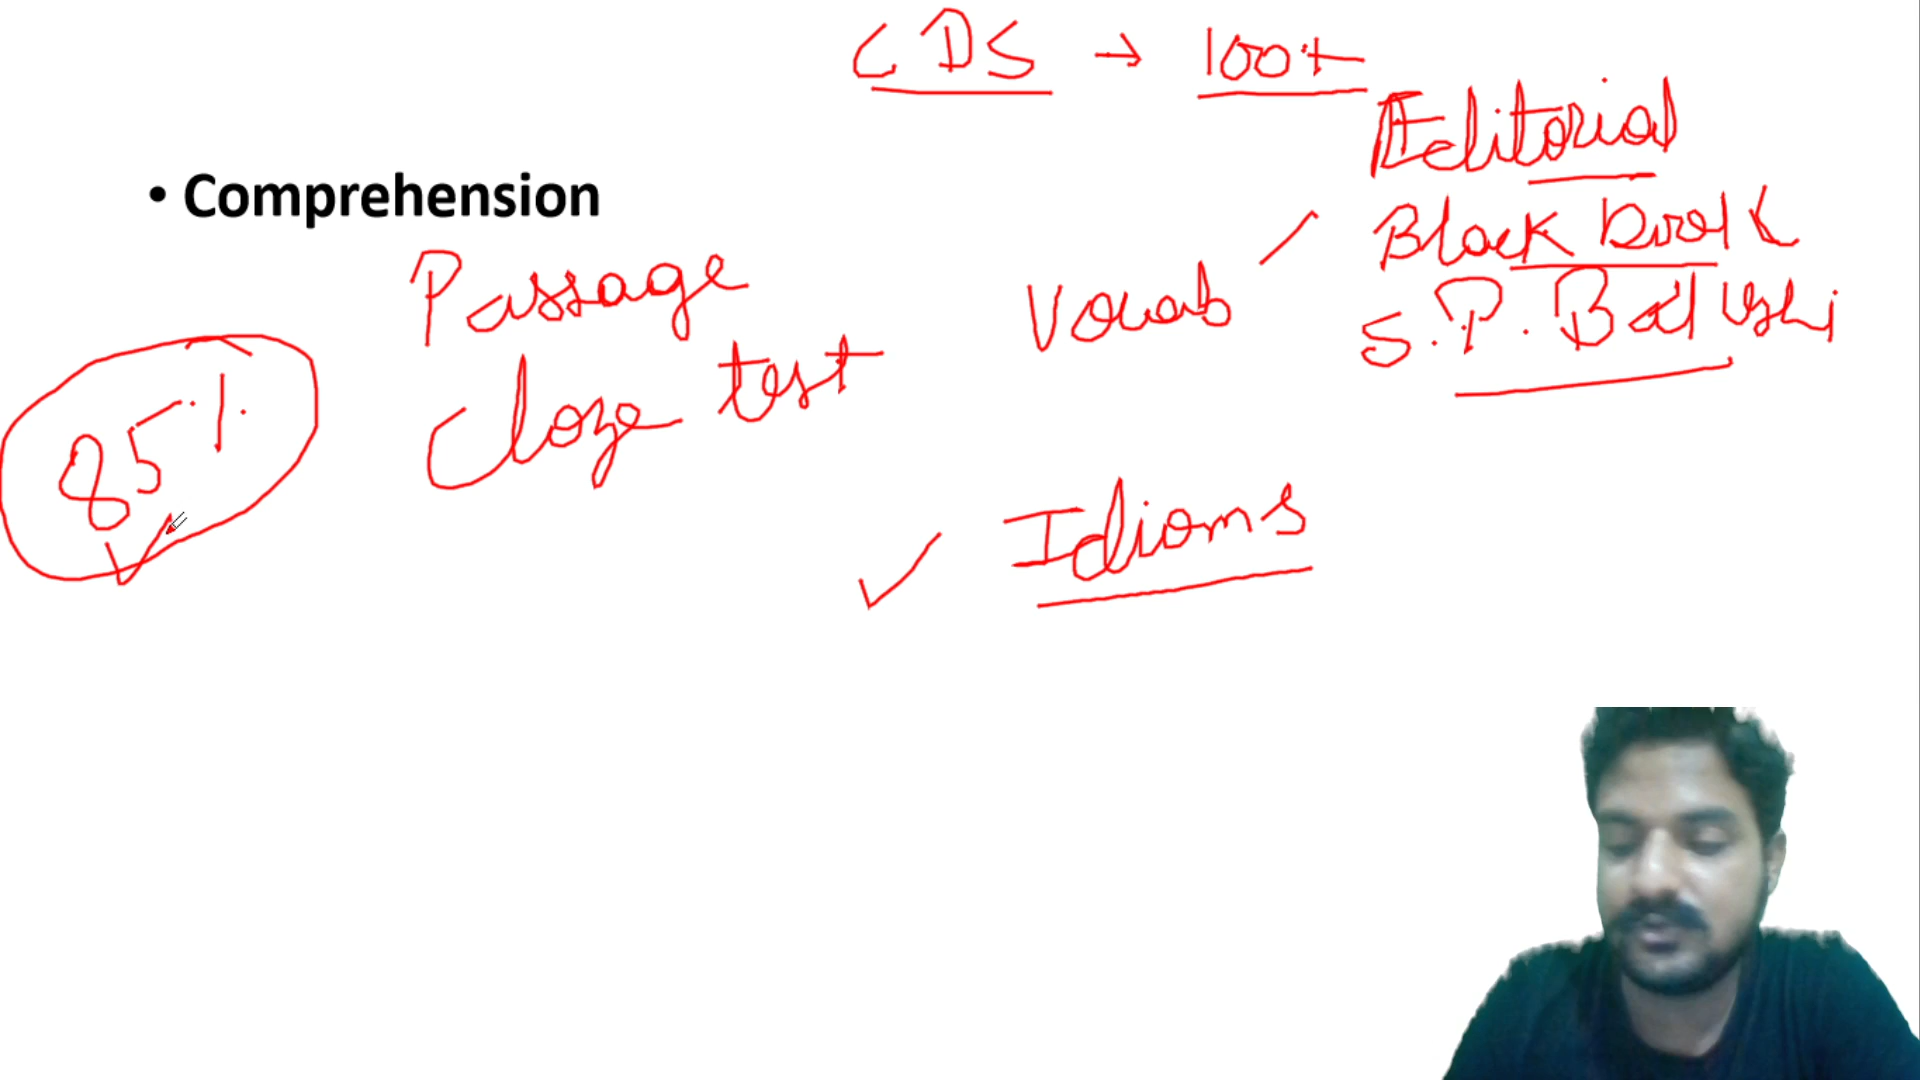 CDS → 100+
Editorial
• Comprehension
Black Book
Passage
Vocab
S.P. Bakshi
Cloze test
85%
Idioms